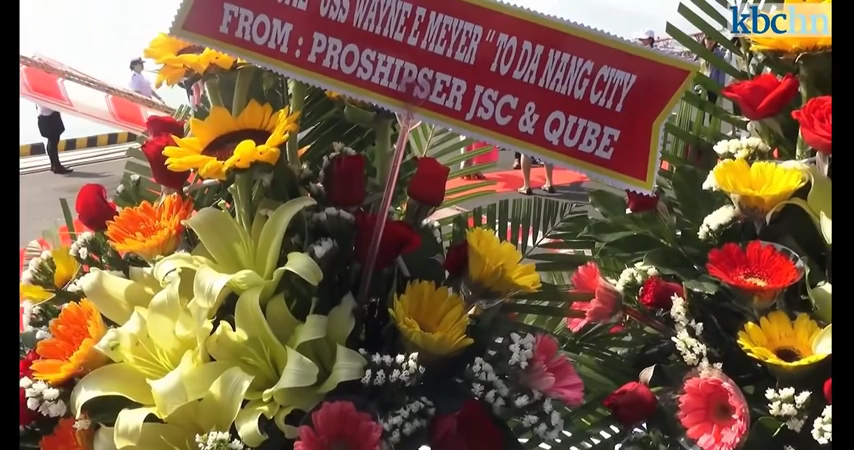 "USS WAYNE E MEYER" TO DA NANG CITY
FROM : PROSHIPSER JSC & QUBE
kbchn